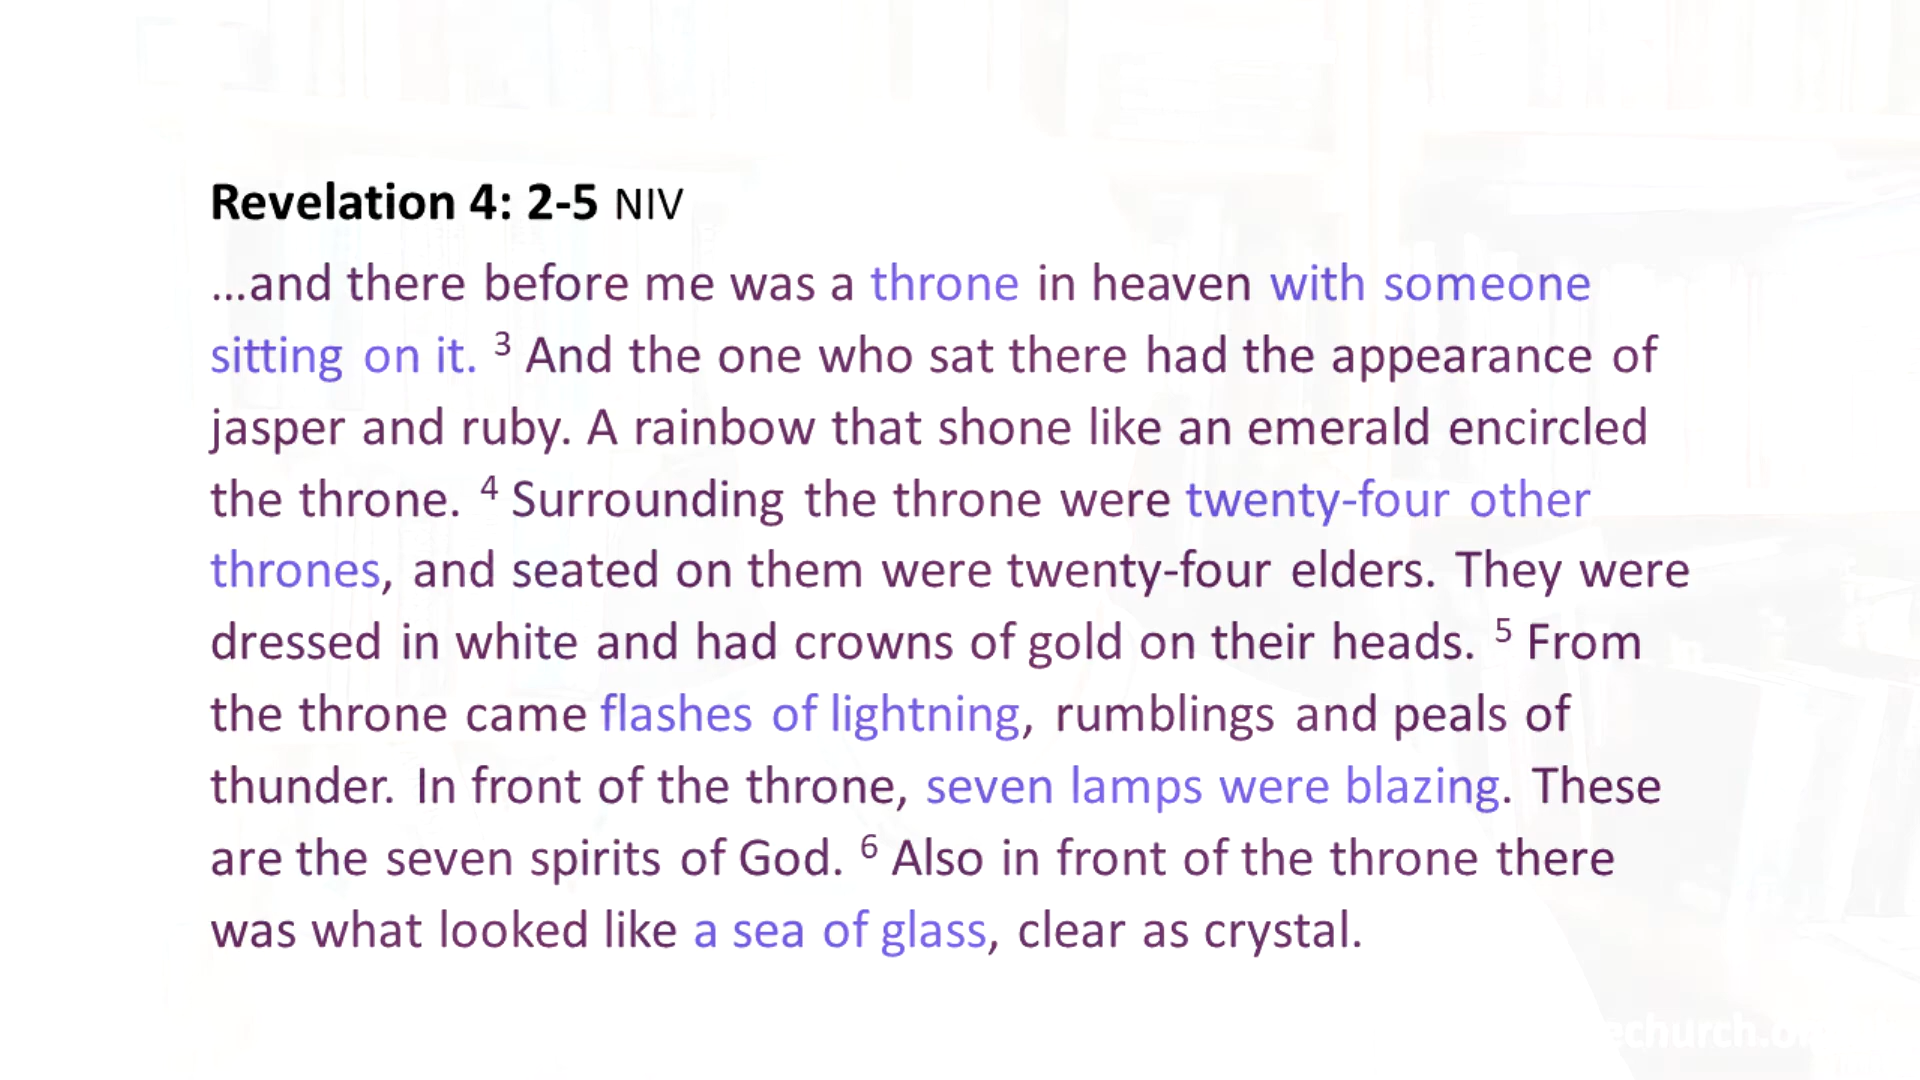 Revelation 4: 2-5 NIV
...and there before me was a throne in heaven with someone
sitting on it. 3 And the one who sat there had the appearance of
jasper and ruby. A rainbow that shone like an emerald encircled
the throne. 4 Surrounding the throne were twenty-four other
thrones, and seated on them were twenty-four elders. They were
dressed in white and had crowns of gold on their heads. 5 From
the throne came flashes of lightning, rumblings and peals of
thunder. In front of the throne, seven lamps were blazing. These
are the seven spirits of God. 6 Also in front of the throne there
was what looked like a sea of glass, clear as crystal.